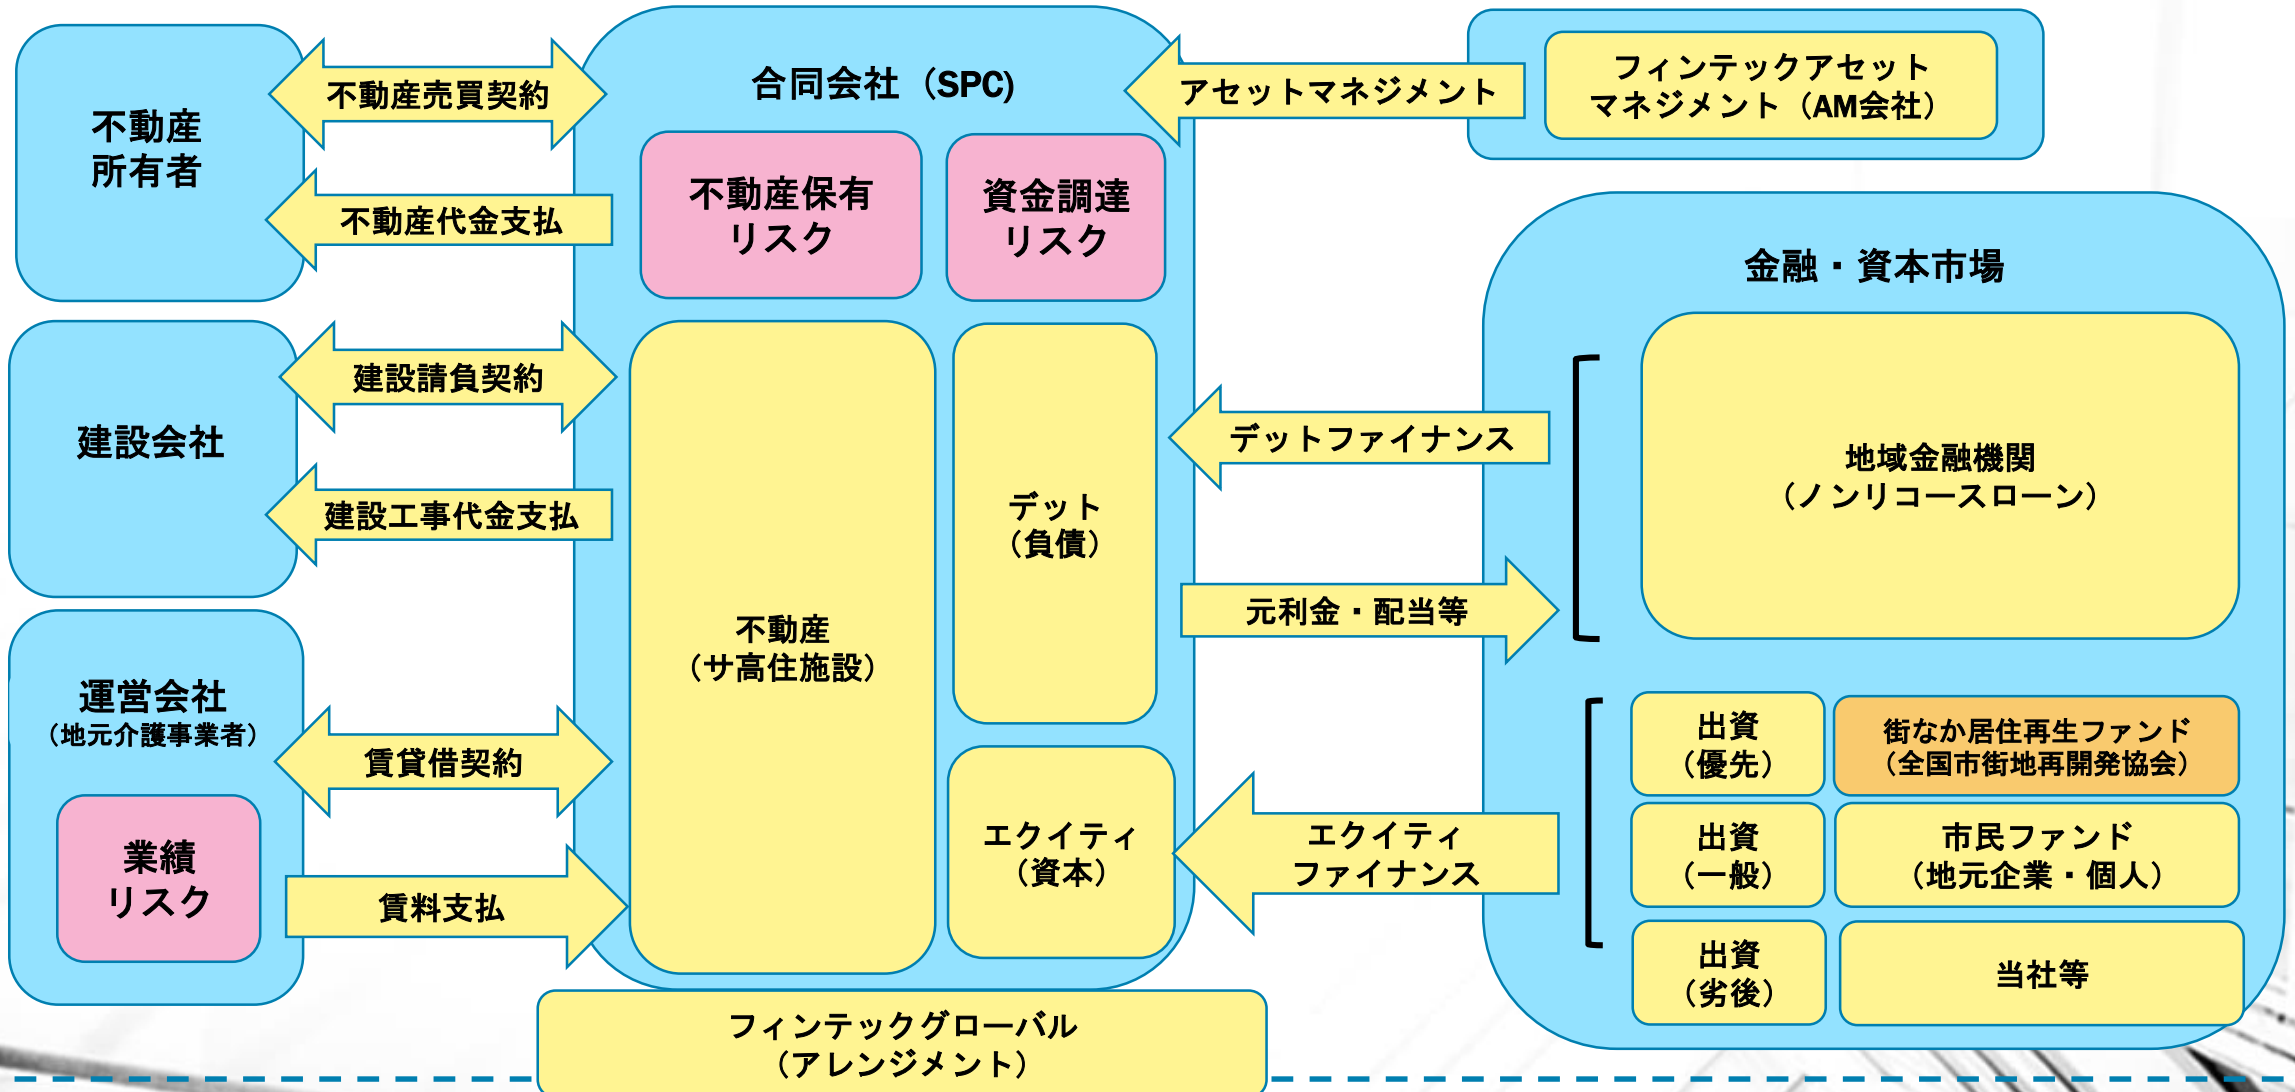 不動産
所有者
不動産売買契約
不動産代金支払
建設会社
建設請負契約
建設工事代金支払
運営会社
（地元介護事業者）
業績
リスク
賃貸借契約
賃料支払
合同会社（SPC)
不動産保有
リスク
資金調達
リスク
不動産
（サ高住施設）
デット
（負債）
エクイティ
（資本）
フィンテックグローバル
（アレンジメント）
アセットマネジメント
フィンテックアセット
マネジメント（AM会社）
デットファイナンス
元利金・配当等
エクイティ
ファイナンス
金融・資本市場
地域金融機関
（ノンリコースローン）
出資
（優先）
街なか居住再生ファンド
（全国市街地再開発協会）
出資
（一般）
市民ファンド
（地元企業・個人）
出資
（劣後）
当社等